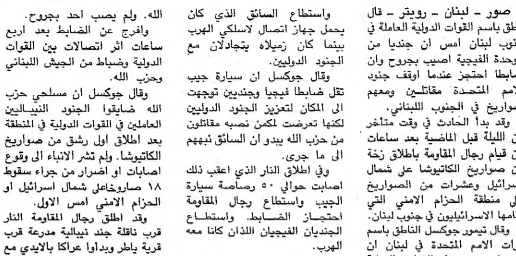 صور - لبنان - رويتر - قال
ناطق باسم القوات الدولية العاملة في
جنوب لبنان أمس ان جنديا من
الوحدة الفيجية اصيب بجروح وان
ضابطا احتجز عندما اوقف جنود
الامم المتحدة مقاتلين ومعهم
صواريخ في الجنوب اللبناني.
وقد بدأ الحادث في وقت متأخر
من الليلة قبل الماضية بعد ساعات
من قيام رجال المقاومة باطلاق زخة
من صواريخ الكاتيوشا على شمال
اسرائيل وعشرات من الصواريخ
على منطقة الحزام الامني التي
اقامها الاسرائيليون في جنوب لبنان.
وقال تيمور جوكسل الناطق باسم
قوات الامم المتحدة في لبنان ان
واستطاع السائق الذي كان
يحمل جهاز اتصال لاسلكي الهرب
بينما كان زميلاه يتجادلان مع
الجنود الدوليين.
وقال جوكسل ان سيارة جيب
تقل ضابطا فيجيا وجنديين توجهت
الى المكان لتعزيز الجنود الدوليين
لكنها تعرضت لكمن نصبه مقاتلون
من حزب الله يبدو ان السائق نبههم
الى ما جرى.
وفي اطلاق النار الذي اعقب ذلك
اصابت حوالي ٥٠ رصاصة سيارة
الجيب واستطاع رجال المقاومة
احتجاز الضابط. واستطاع
الجنديان الفيجيان اللذان كانا معه
الهرب.
الله. ولم يصب احد بجروح.
وافرج عن الضابط بعد اربع
ساعات اثر اتصالات بين القوات
الدولية وضباط من الجيش اللبناني
وحزب الله.
وقال جوكسل ان مسلحي حزب
الله ضايقوا الجنود النيباليين
العاملين في القوات الدولية في المنطقة
بعد اطلاق اول رشق من صواريخ
الكاتيوشا. ولم تشر الانباء الى وقوع
اصابات او اضرار من جراء سقوط
١٨ صاروخا على شمال اسرائيل او
الحزام الامني امس الاول.
وقد اطلق رجال المقاومة النار
قرب ناقلة جند نيبالية مدرعة قرب
قرية ياطر وبدأوا عراكا بالايدي مع